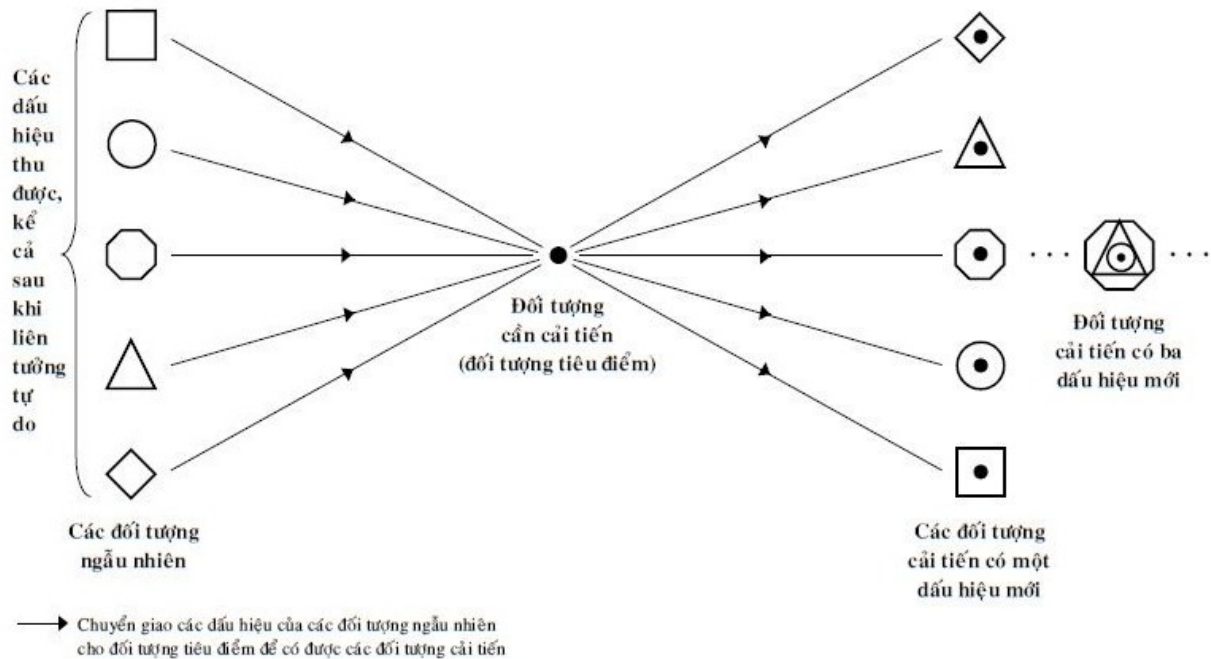 Các
dấu
hiệu
thu
được,
kể
cả
sau
khi
liên
tưởng
tự
do
Các đối tượng
ngẫu nhiên
Đối tượng
cần cải tiến
(đối tượng tiêu điểm)
· · ·
· · ·
Đối tượng
cải tiến có ba
dấu hiệu mới
Các đối tượng
cải tiến có một
dấu hiệu mới
Chuyển giao các dấu hiệu của các đối tượng ngẫu nhiên
cho đối tượng tiêu điểm để có được các đối tượng cải tiến